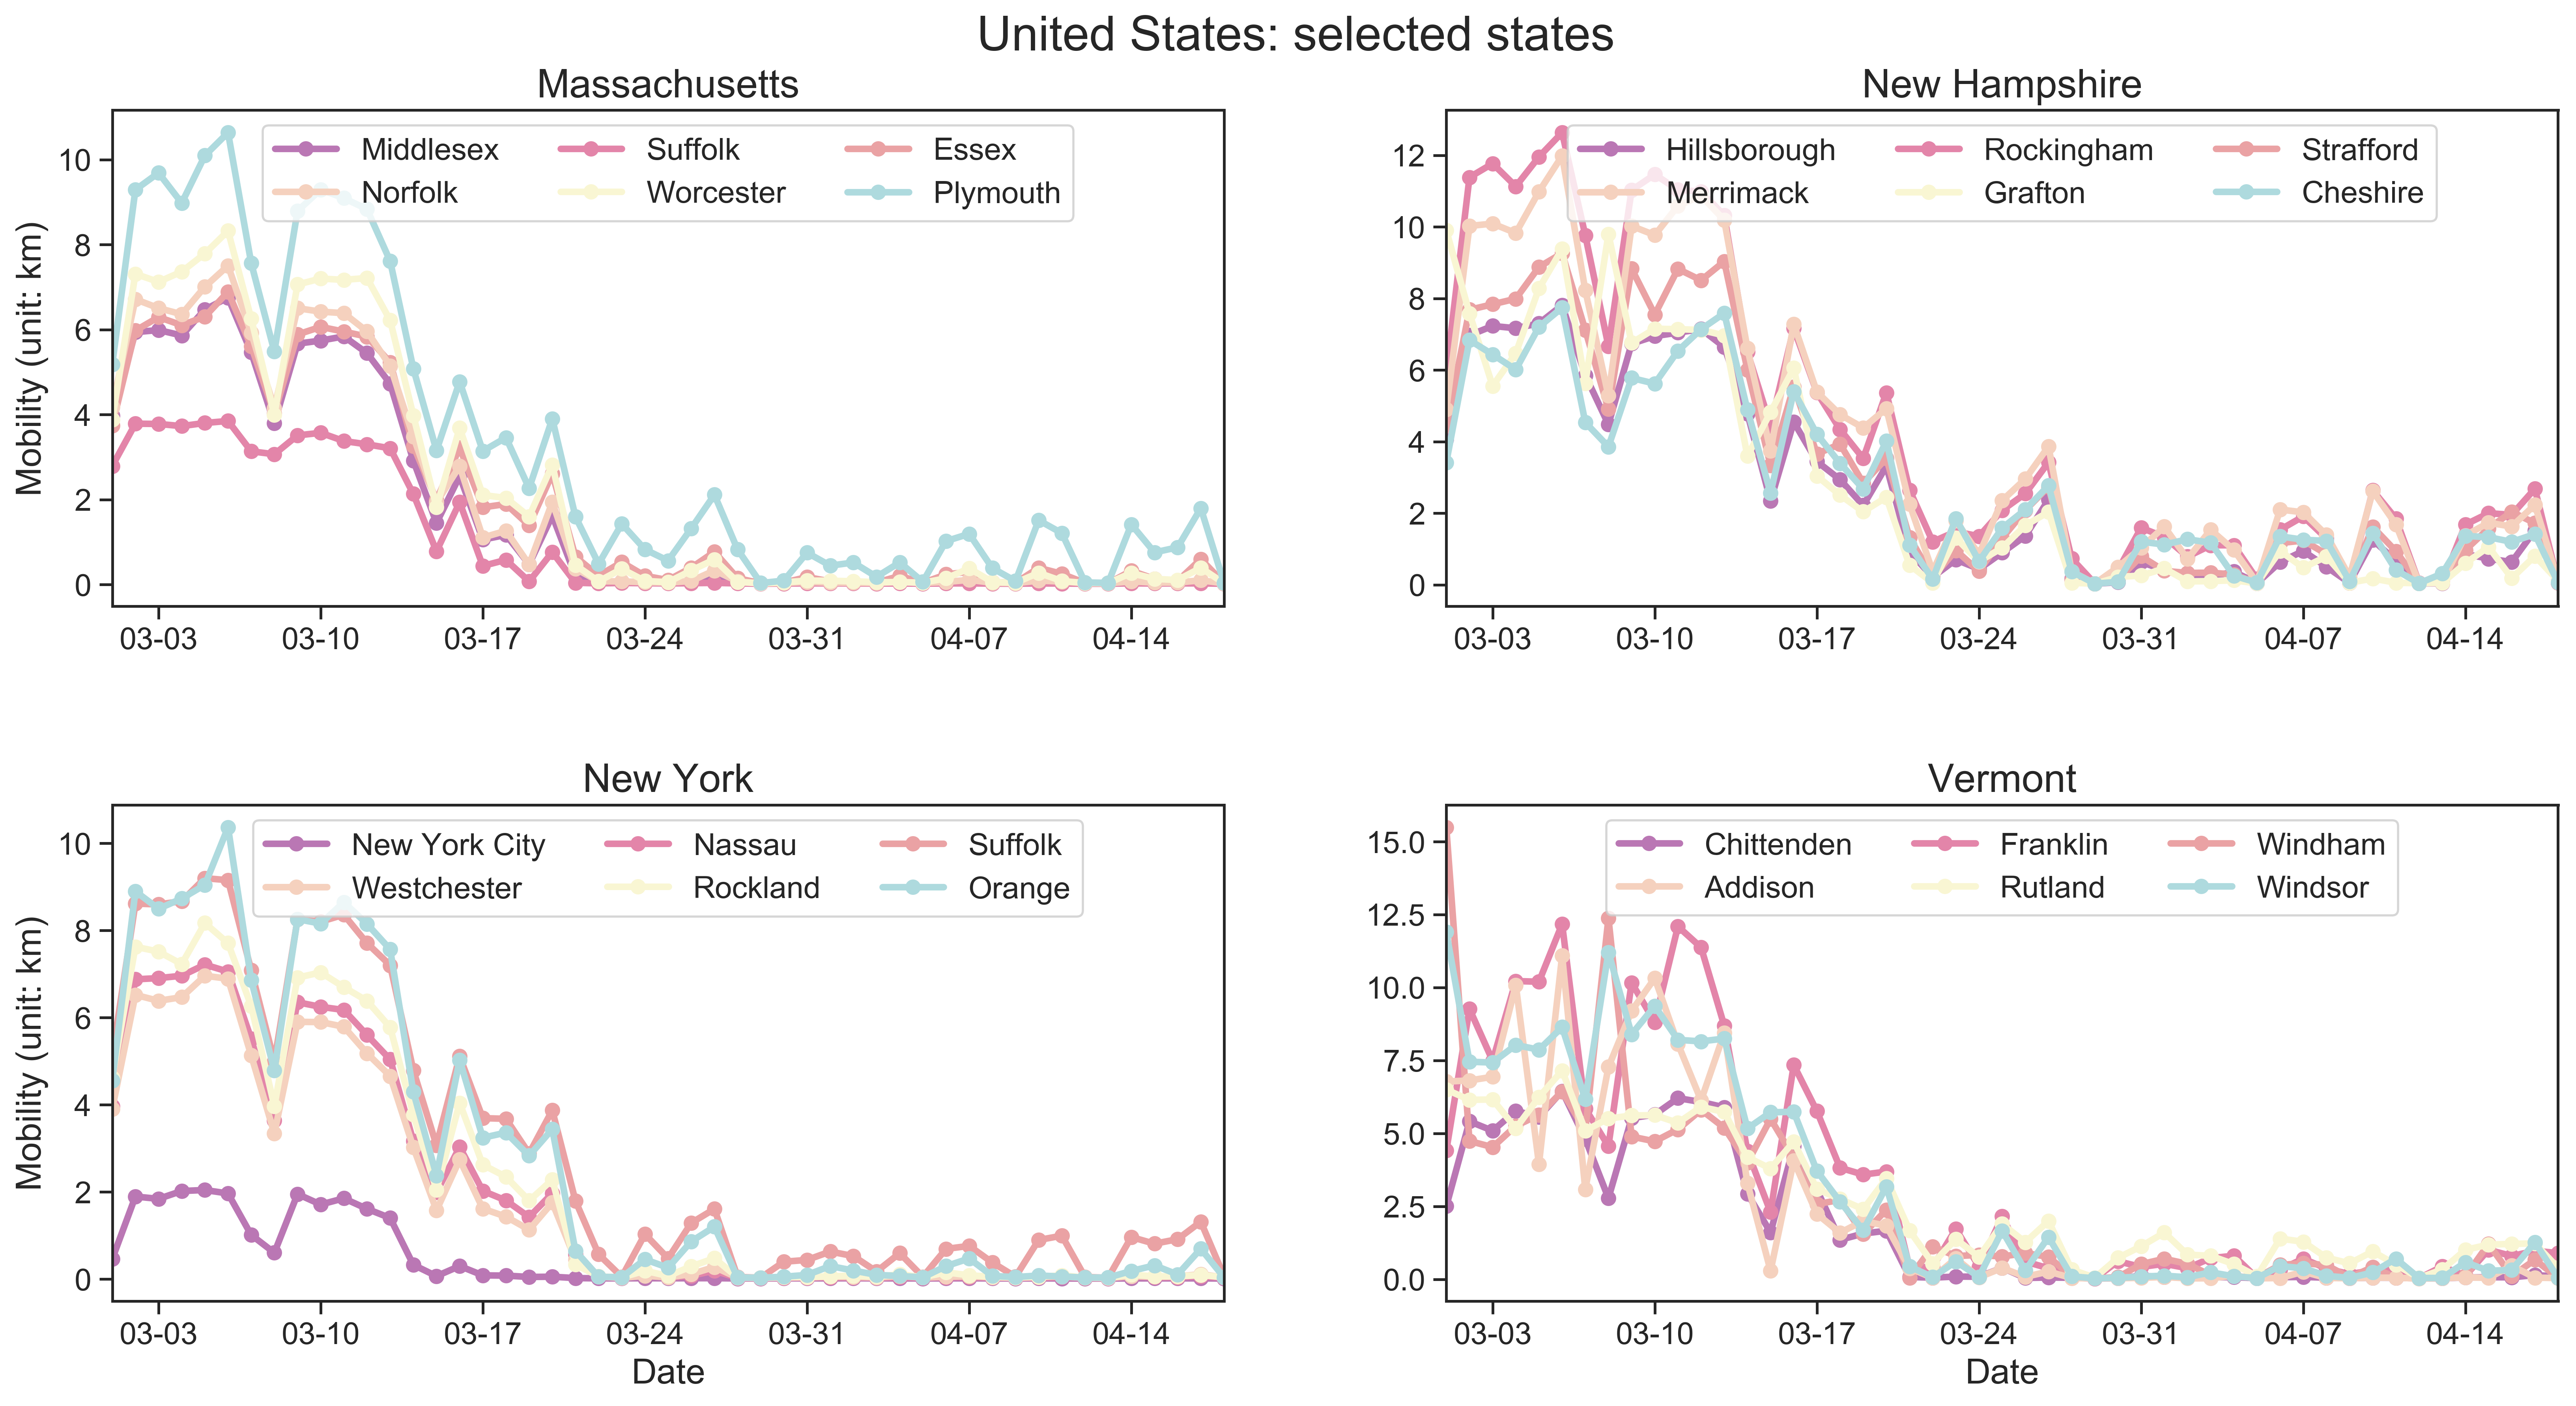 United States: selected states
Massachusetts
Mobility (unit: km)
10
8
6
4
2
0
Middlesex Suffolk Essex
Norfolk Worcester Plymouth
03-03 03-10 03-17 03-24 03-31 04-07 04-14
New Hampshire
12
10
8
6
4
2
0
Hillsborough Rockingham Strafford
Merrimack Grafton Cheshire
03-03 03-10 03-17 03-24 03-31 04-07 04-14
New York
Mobility (unit: km)
10
8
6
4
2
0
New York City Nassau Suffolk
Westchester Rockland Orange
03-03 03-10 03-17 03-24 03-31 04-07 04-14
Date
Vermont
15.0
12.5
10.0
7.5
5.0
2.5
0.0
Chittenden Franklin Windham
Addison Rutland Windsor
03-03 03-10 03-17 03-24 03-31 04-07 04-14
Date